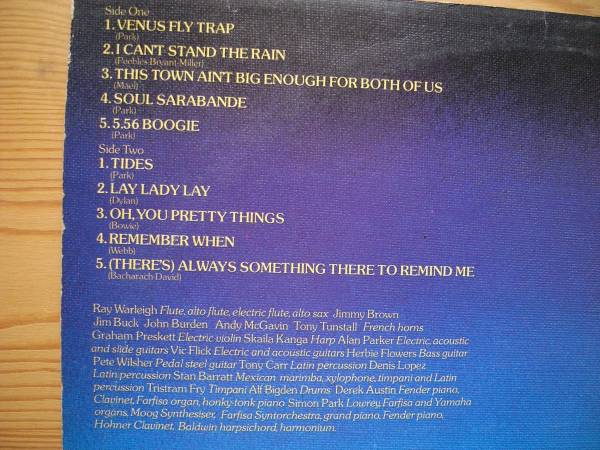 Side One
1. VENUS FLY TRAP
(Park)
2. I CAN'T STAND THE RAIN
(Peebles-Bryant-Miller)
3. THIS TOWN AIN'T BIG ENOUGH FOR BOTH OF US
(Mael)
4. SOUL SARABANDE
(Park)
5. 5.56 BOOGIE
(Park)
Side Two
1. TIDES
(Park)
2. LAY LADY LAY
(Dylan)
3. OH, YOU PRETTY THINGS
(Bowie)
4. REMEMBER WHEN
(Webb)
5. (THERE'S) ALWAYS SOMETHING THERE TO REMIND ME
(Bacharach-David)
Ray Warleigh Flute, alto flute, electric flute, alto sax Jimmy Brown
Jim Buck John Burden Andy McGavin Tony Tunstall French horns
Graham Preskett Electric violin Skaila Kanga Harp Alan Parker Electric, acoustic
and slide guitars Vic Flick Electric and acoustic guitars Herbie Flowers Bass guitar
Pete Wilsher Pedal steel guitar Tony Carr Latin percussion Denis Lopez
Latin percussion Stan Barratt Mexican marimba, xylophone, timpani and Latin
percussion Tristram Fry Timpani Alf Bigden Drums Derek Austin Fender piano,
Clavinet, Farfisa organ, honky-tonk piano Simon Park Lowrey, Farfisa and Yamaha
organs, Moog Synthesiser, Farfisa Syntorchestra, grand piano, Fender piano,
Hohner Clavinet, Baldwin harpsichord, harmonium.